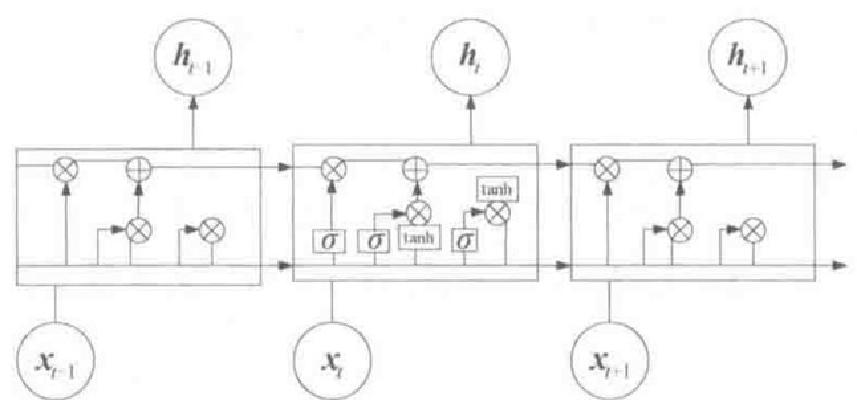 h_{t-1} h_t h_{t+1}
tanh
σ σ tanh σ
x_{t-1} x_t x_{t+1}